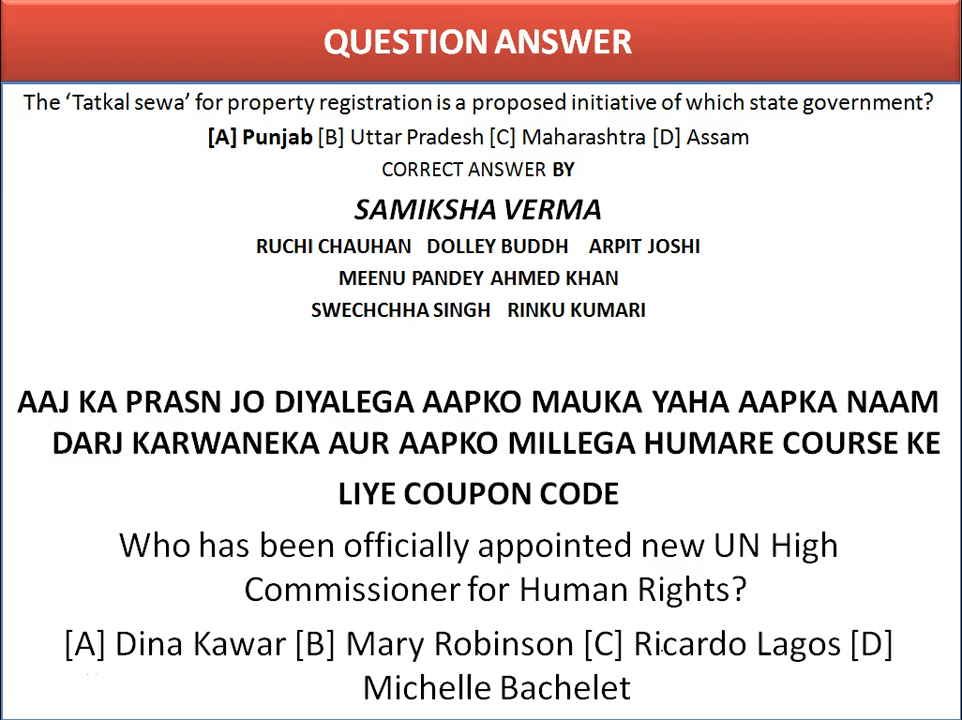 QUESTION ANSWER
The ‘Tatkal sewa’ for property registration is a proposed initiative of which state government?
[A] Punjab [B] Uttar Pradesh [C] Maharashtra [D] Assam
CORRECT ANSWER BY
SAMIKSHA VERMA
RUCHI CHAUHAN DOLLEY BUDDH ARPIT JOSHI
MEENU PANDEY AHMED KHAN
SWECHCHHA SINGH RINKU KUMARI
AAJ KA PRASN JO DIYALEGA AAPKO MAUKA YAHA AAPKA NAAM
DARJ KARWANEKA AUR AAPKO MILLEGA HUMARE COURSE KE
LIYE COUPON CODE
Who has been officially appointed new UN High
Commissioner for Human Rights?
[A] Dina Kawar [B] Mary Robinson [C] Ricardo Lagos [D]
Michelle Bachelet